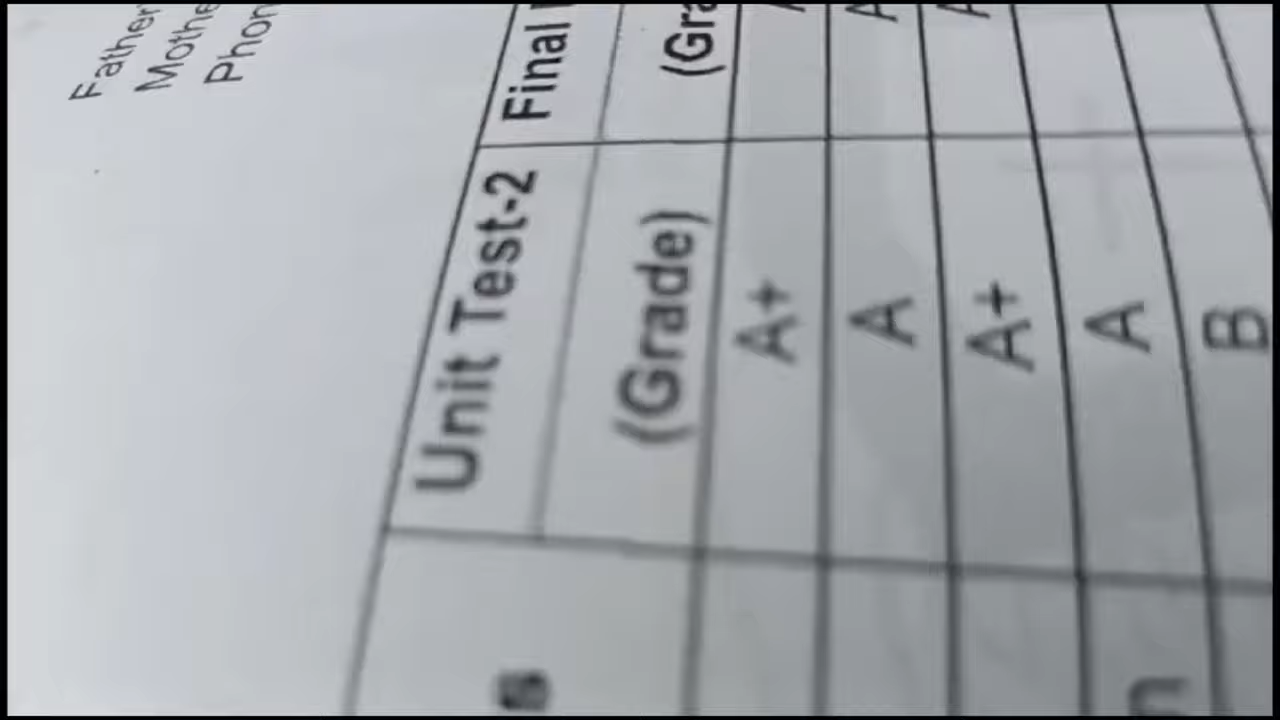 Father
Mothe
Phon
Unit Test-2 Final
(Grade) (Gra
A+ A
A A
A+ A
A
B